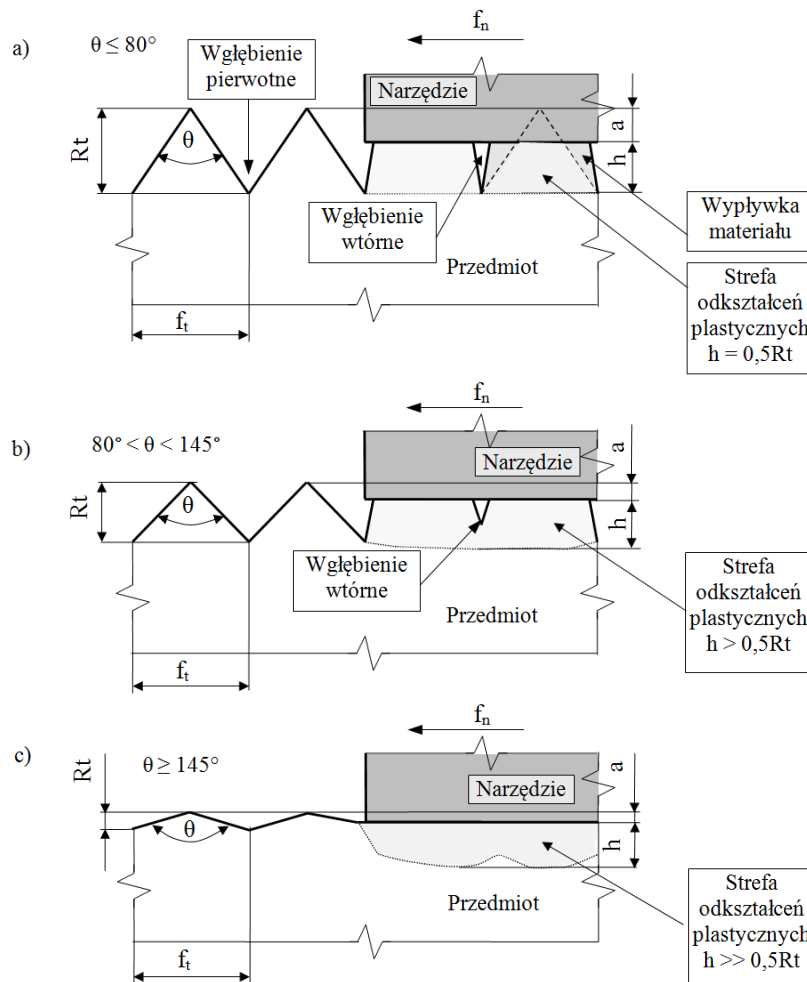 a)
θ ≤ 80°
Wgłębienie
pierwotne
fn
Narzędzie
Rt
θ
a
h
Wgłębienie
wtórne
Wypływka
materiału
Przedmiot
Strefa
odkształceń
plastycznych
h = 0,5Rt
ft
b)
80° < θ < 145°
fn
Narzędzie
Rt
θ
a
h
Wgłębienie
wtórne
Strefa
odkształceń
plastycznych
h > 0,5Rt
Przedmiot
ft
c)
θ ≥ 145°
fn
Narzędzie
Rt
θ
a
h
Przedmiot
Strefa
odkształceń
plastycznych
h >> 0,5Rt
ft